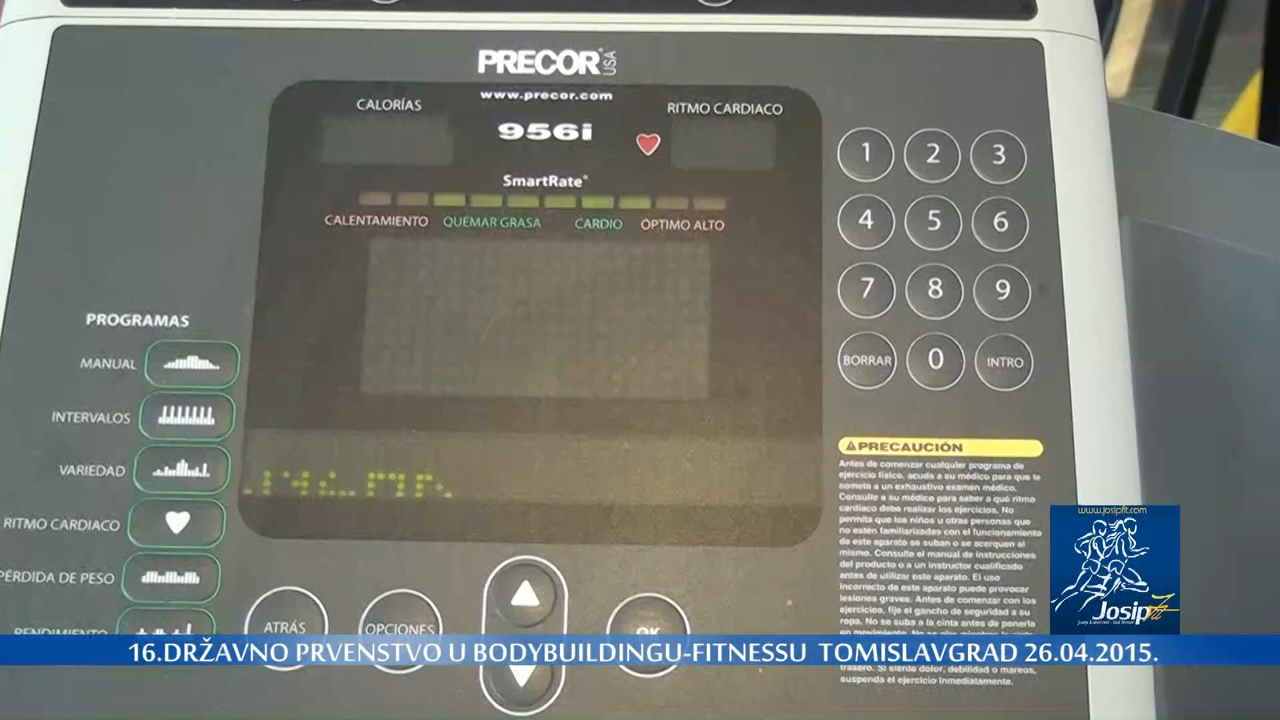 PRECOR USA
www.precor.com
CALORÍAS
RITMO CARDIACO
956i
SmartRate®
CALENTAMIENTO QUEMAR GRASA CARDIO ÓPTIMO ALTO
1 2 3
4 5 6
7 8 9
BORRAR 0 INTRO
PROGRAMAS
MANUAL
INTERVALOS
VARIEDAD
RITMO CARDIACO
PÉRDIDA DE PESO
RENDIMIENTO
ATRÁS
OPCIONES
OK
PRECAUCIÓN
Antes de comenzar cualquier programa de
ejercicio físico, acuda a su médico para que le
someta a un exhaustivo examen médico.
Consulte a su médico para saber a qué ritmo
cardiaco debe realizar los ejercicios. No
permita que los niños u otras personas que
no estén familiarizadas con el funcionamiento
de este aparato se suban o se acerquen al
mismo. Consulte el manual de instrucciones
del producto o a un instructor cualificado
antes de utilizar este aparato. El uso
incorrecto de este aparato puede provocar
lesiones graves. Antes de comenzar con los
ejercicios, fije el gancho de seguridad a su
ropa. No se suba a la cinta antes de ponerla
en movimiento.
trasero. Si siente dolor, debilidad o mareos,
suspenda el ejercicio inmediatamente.
www.josipfit.com
Josip Fit
16.DRŽAVNO PRVENSTVO U BODYBUILDINGU-FITNESSU TOMISLAVGRAD 26.04.2015.